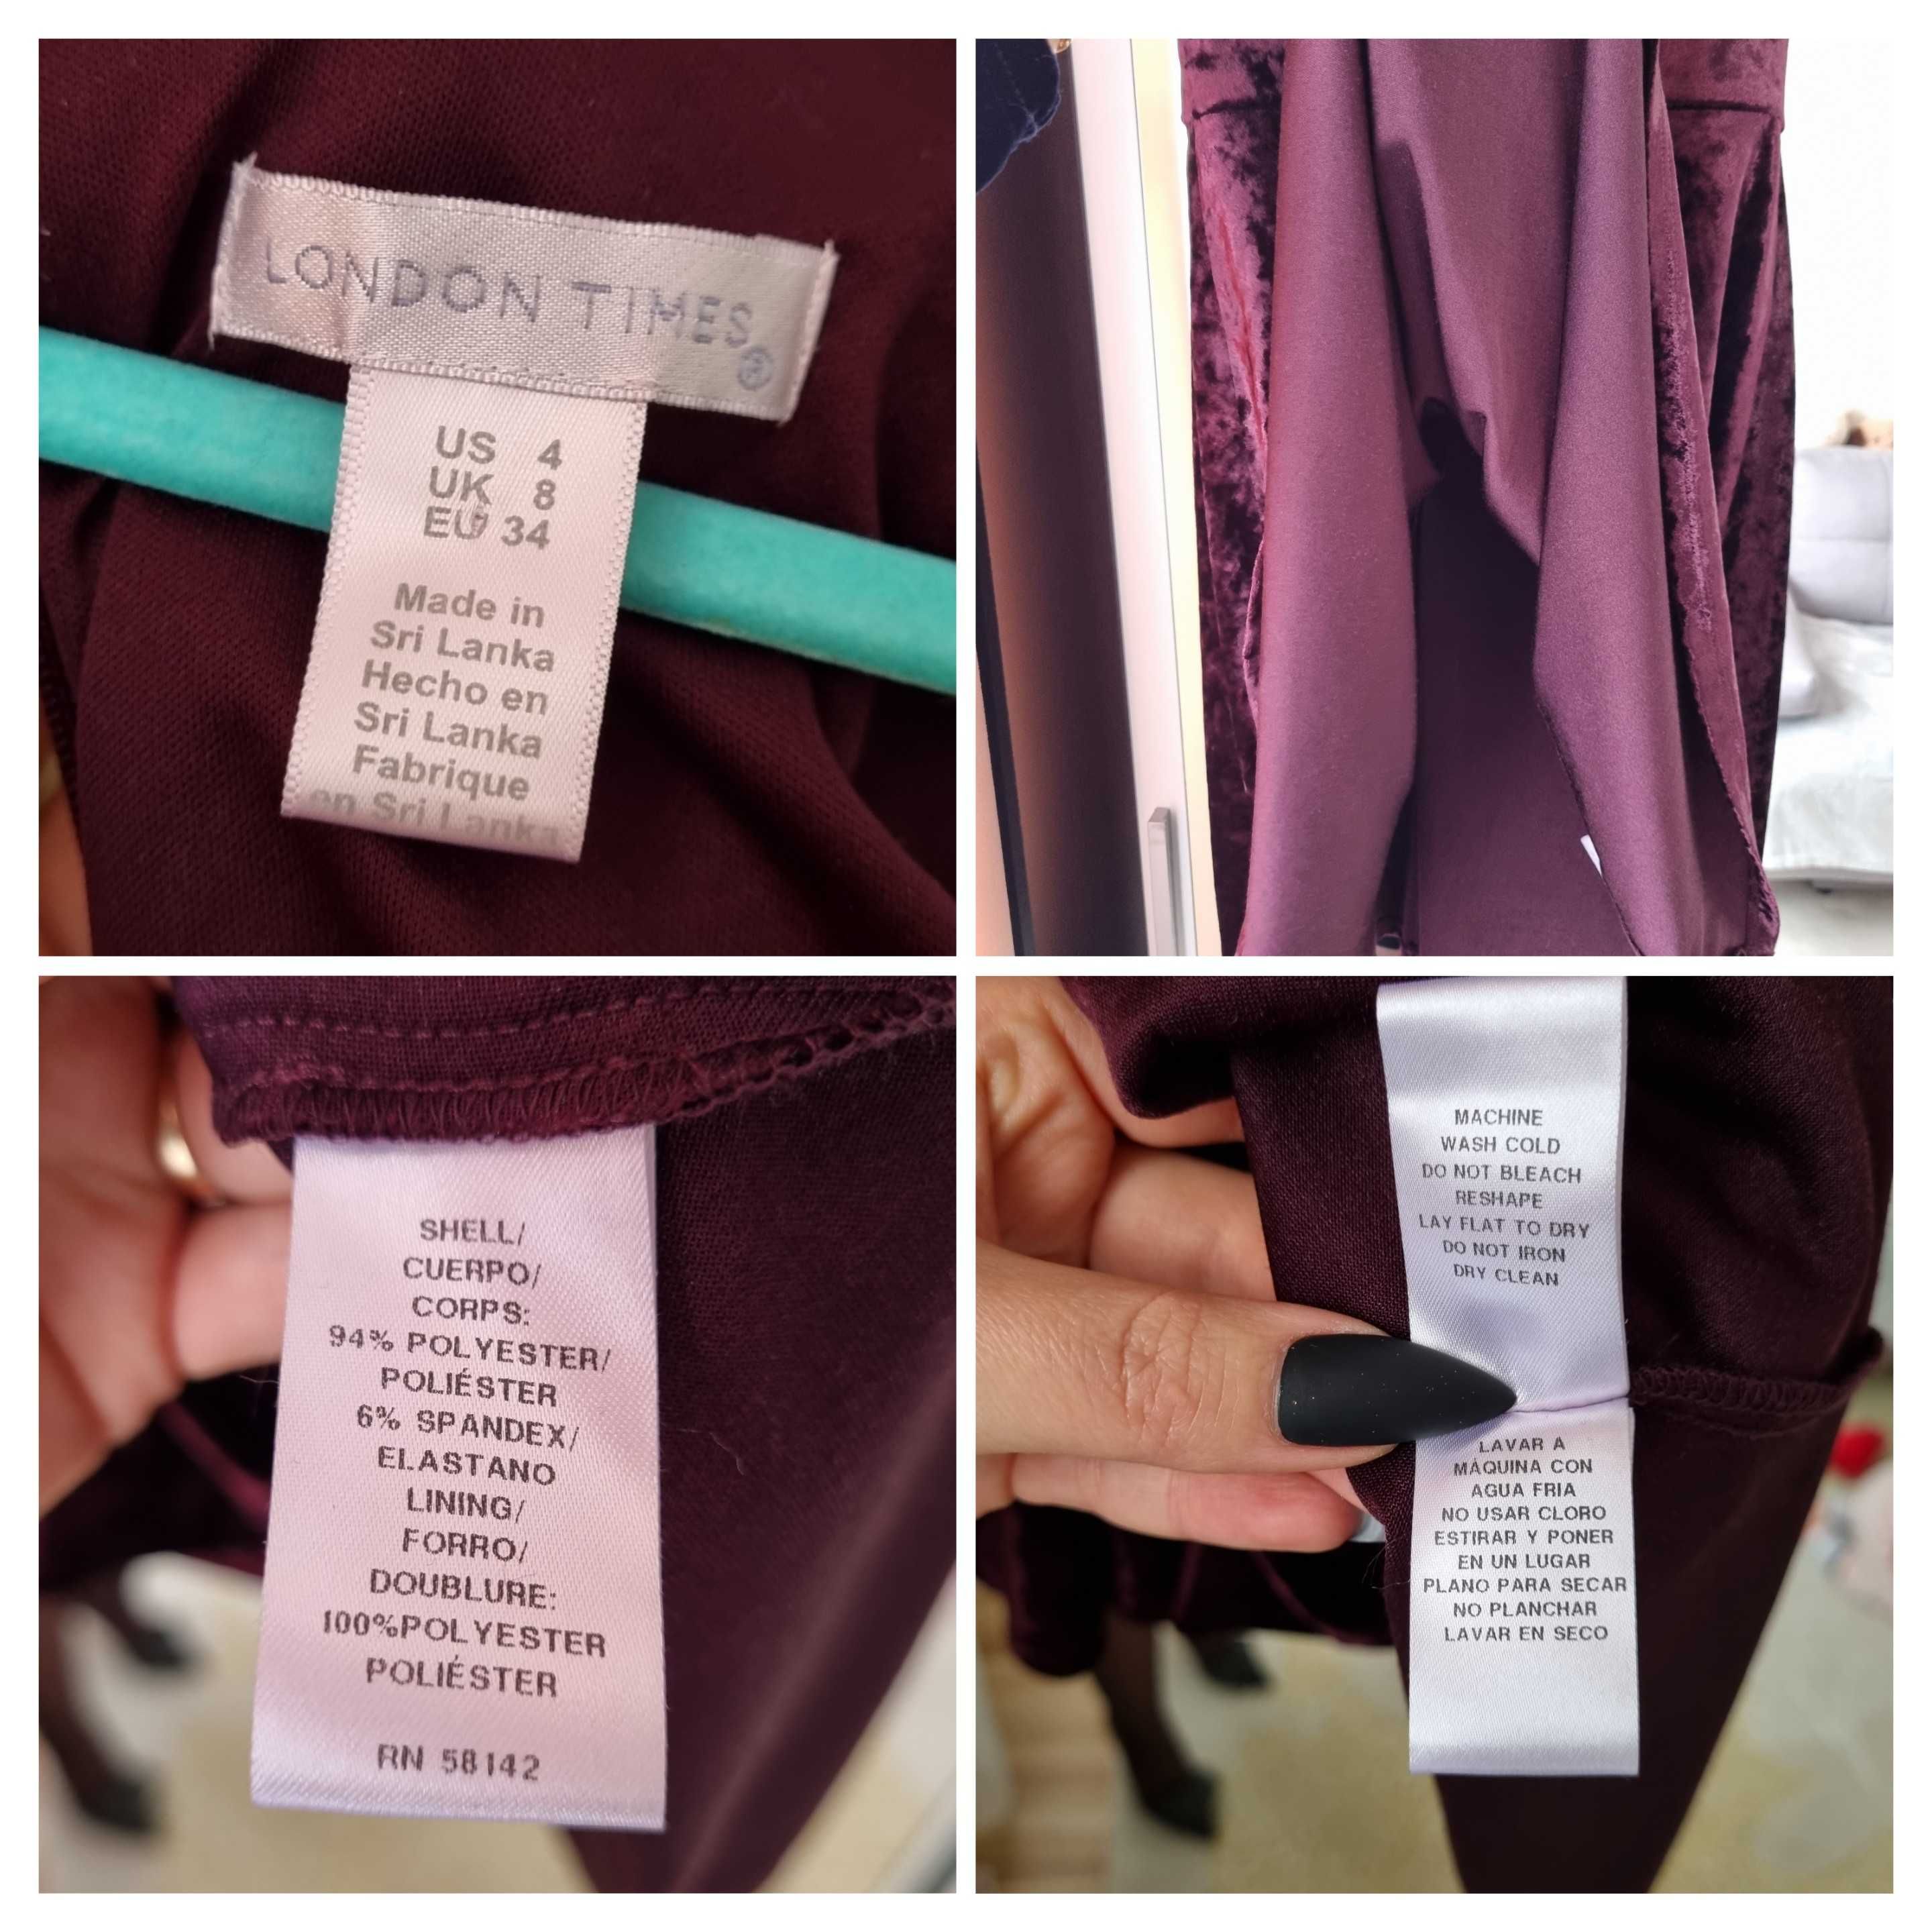 LONDON TIMES®
US 4
UK 8
EU 34
Made in
Sri Lanka
Hecho en
Sri Lanka
Fabrique
en Sri Lanka
SHELL/
CUERPO/
CORPS:
94% POLYESTER/
POLIÉSTER
6% SPANDEX/
ELASTANO
LINING/
FORRO/
DOUBLURE:
100%POLYESTER
POLIÉSTER
RN 58142
MACHINE
WASH COLD
DO NOT BLEACH
RESHAPE
LAY FLAT TO DRY
DO NOT IRON
DRY CLEAN
LAVAR A
MÁQUINA CON
AGUA FRIA
NO USAR CLORO
ESTIRAR Y PONER
EN UN LUGAR
PLANO PARA SECAR
NO PLANCHAR
LAVAR EN SECO